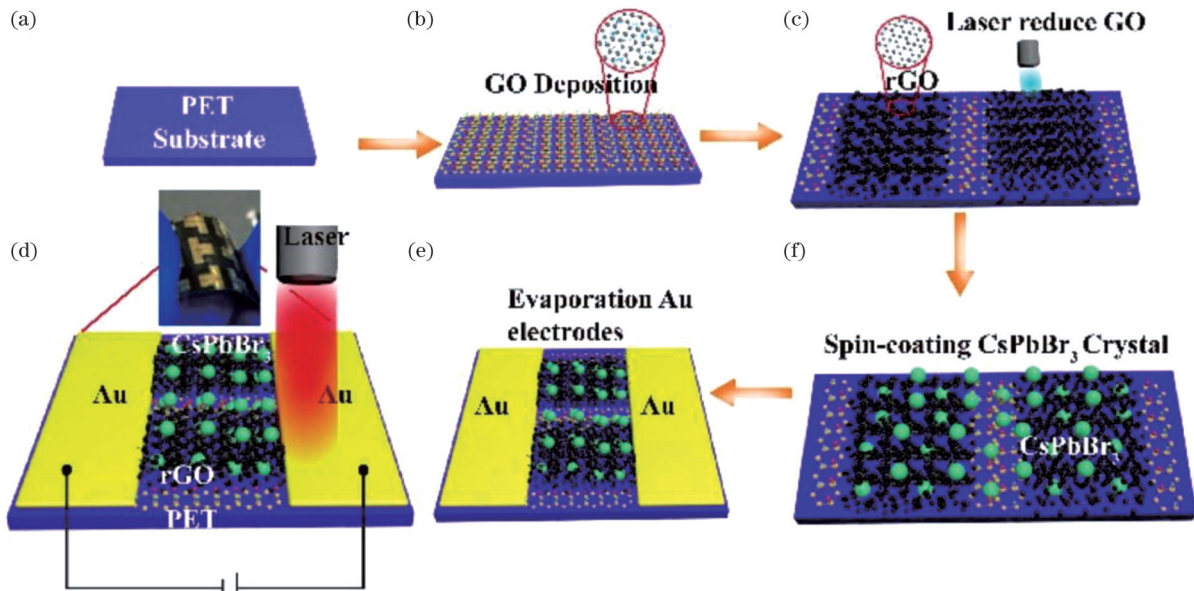 (a)
PET
Substrate
(b)
GO Deposition
(c)
Laser reduce GO
rGO
(d)
Laser
CsPbBr₃
Au
Au
rGO
PET
(e)
Evaporation Au
electrodes
Au
Au
(f)
Spin-coating CsPbBr₃ Crystal
CsPbBr₃